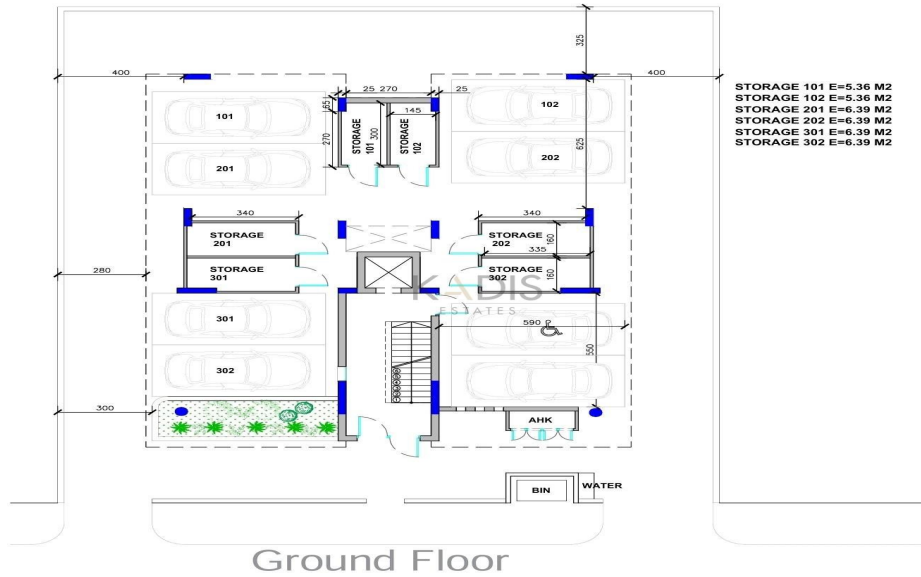 325
400
400
25 270 25
65
145
STORAGE 101 E=5.36 M2
STORAGE 102 E=5.36 M2
STORAGE 201 E=6.39 M2
STORAGE 202 E=6.39 M2
STORAGE 301 E=6.39 M2
STORAGE 302 E=6.39 M2
101
102
270
STORAGE
101
300
STORAGE
102
625
201
202
340
340
STORAGE
201
STORAGE
202
335
160
280
STORAGE
301
STORAGE
302
160
KADIS
ESTATES
301
590
550
302
300
AHK
BIN
WATER
Ground Floor